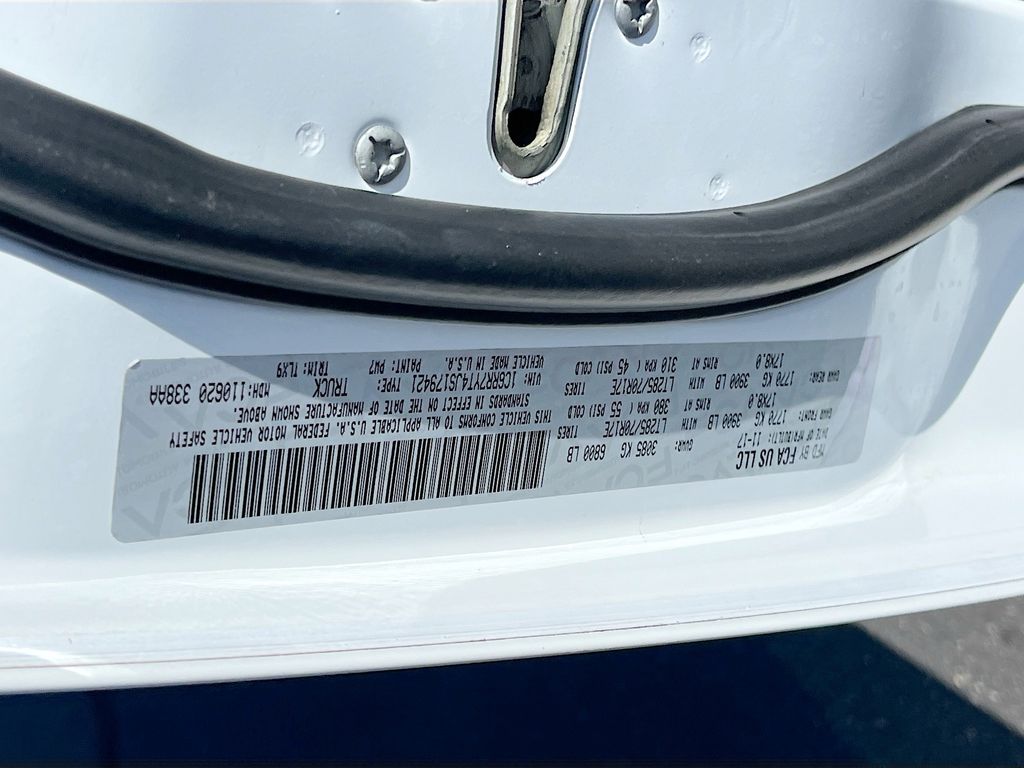 MFD BY FCA US LLC
DATE OF MFR(BUILT): 11-17 GVWR: 3085 KG 6800 LB
GAWR FRONT: 1770 KG 3900 LB WITH LT285/70R17E TIRES
17X8.0 RIMS AT 380 KPA ( 55 PSI) COLD
GAWR REAR: 1770 KG 3900 LB WITH LT285/70R17E TIRES
17X8.0 RIMS AT 310 KPA ( 45 PSI) COLD
THIS VEHICLE CONFORMS TO ALL APPLICABLE U.S.A. FEDERAL MOTOR VEHICLE SAFETY
STANDARDS IN EFFECT ON THE DATE OF MANUFACTURE SHOWN ABOVE.
VIN: 1C6RR7YT4JS179421 TYPE: TRUCK MDH:110620 338AA
VEHICLE MADE IN U.S.A. PAINT: PW7 TRIM: TLX9